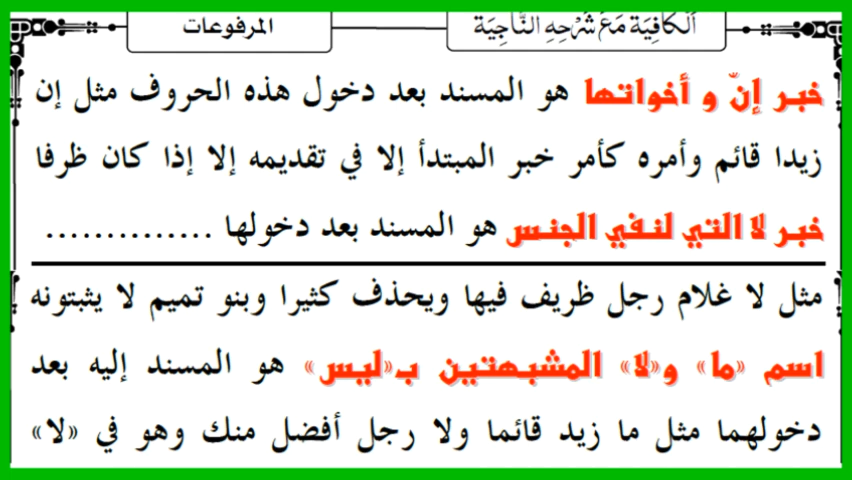 الكافية مع شرحه الناجية
المرفوعات
خبر إنّ و أخواتها هو المسند بعد دخول هذه الحروف مثل إن
زيدا قائم وأمره كأمر خبر المبتدأ إلا في تقديمه إلا إذا كان ظرفا
خبر لا التي لنفي الجنس هو المسند بعد دخولها ..............
مثل لا غلام رجل ظريف فيها ويحذف كثيرا وبنو تميم لا يثبتونه
اسم «ما» و«لا» المشبهتين بـ«ليس» هو المسند إليه بعد
دخولهما مثل ما زيد قائما ولا رجل أفضل منك وهو في «لا»